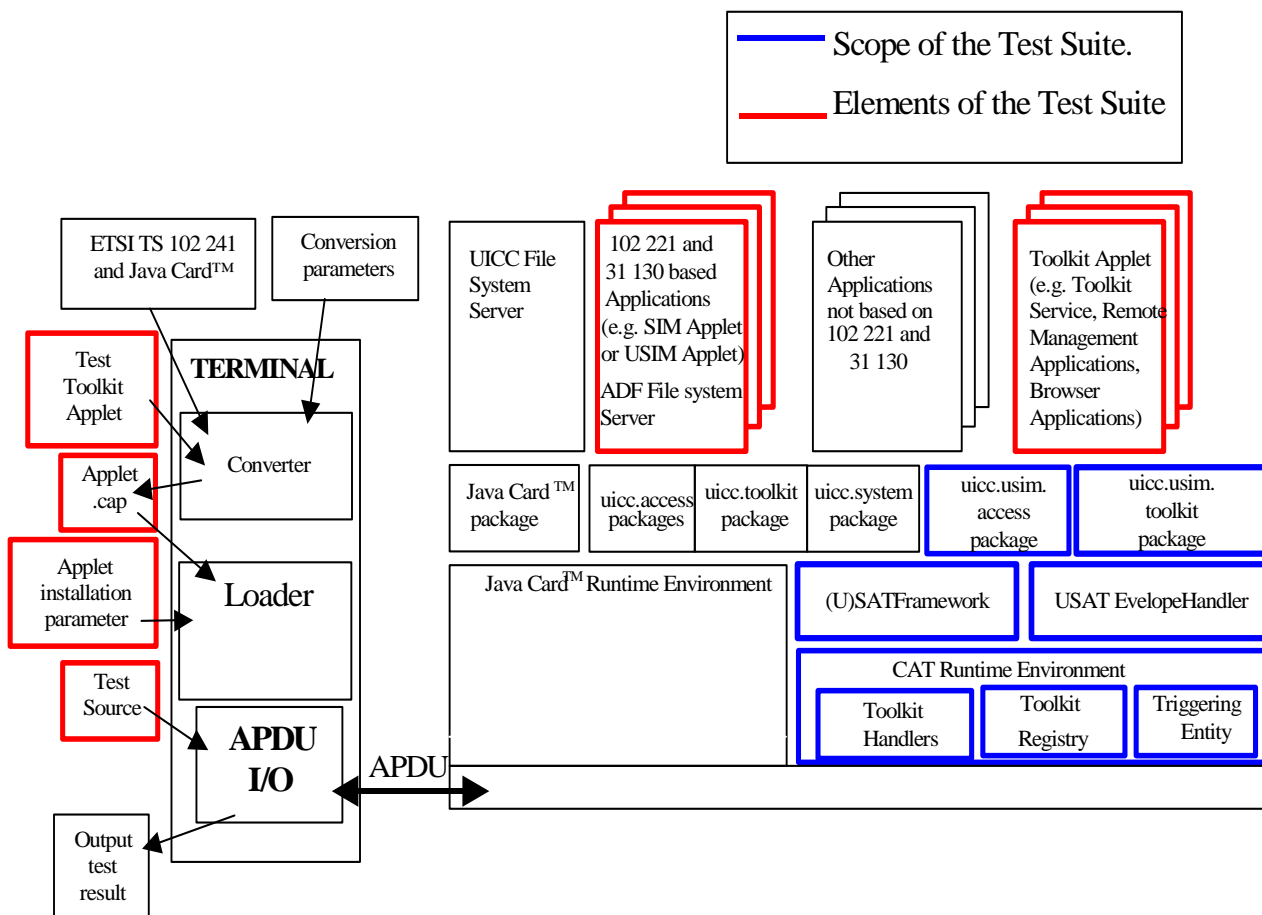 Scope of the Test Suite.
Elements of the Test Suite
ETSI TS 102 241
and Java Card™
Conversion
parameters
UICC File
System
Server
102 221 and
31 130 based
Applications
(e.g. SIM Applet
or USIM Applet)
ADF File system
Server
Other
Applications
not based on
102 221 and
31 130
Toolkit Applet
(e.g. Toolkit
Service, Remote
Management
Applications,
Browser
Applications)
Test
Toolkit
Applet
TERMINAL
Converter
Applet
.cap
Java Card ™
package
uicc.access
packages
uicc.toolkit
package
uicc.system
package
uicc.usim.
access
package
uicc.usim.
toolkit
package
Applet
installation
parameter
Loader
Java Card™ Runtime Environment
(U)SATFramework
USAT EvelopeHandler
CAT Runtime Environment
Toolkit
Handlers
Toolkit
Registry
Triggering
Entity
Test
Source
APDU
I/O
APDU
Output
test
result